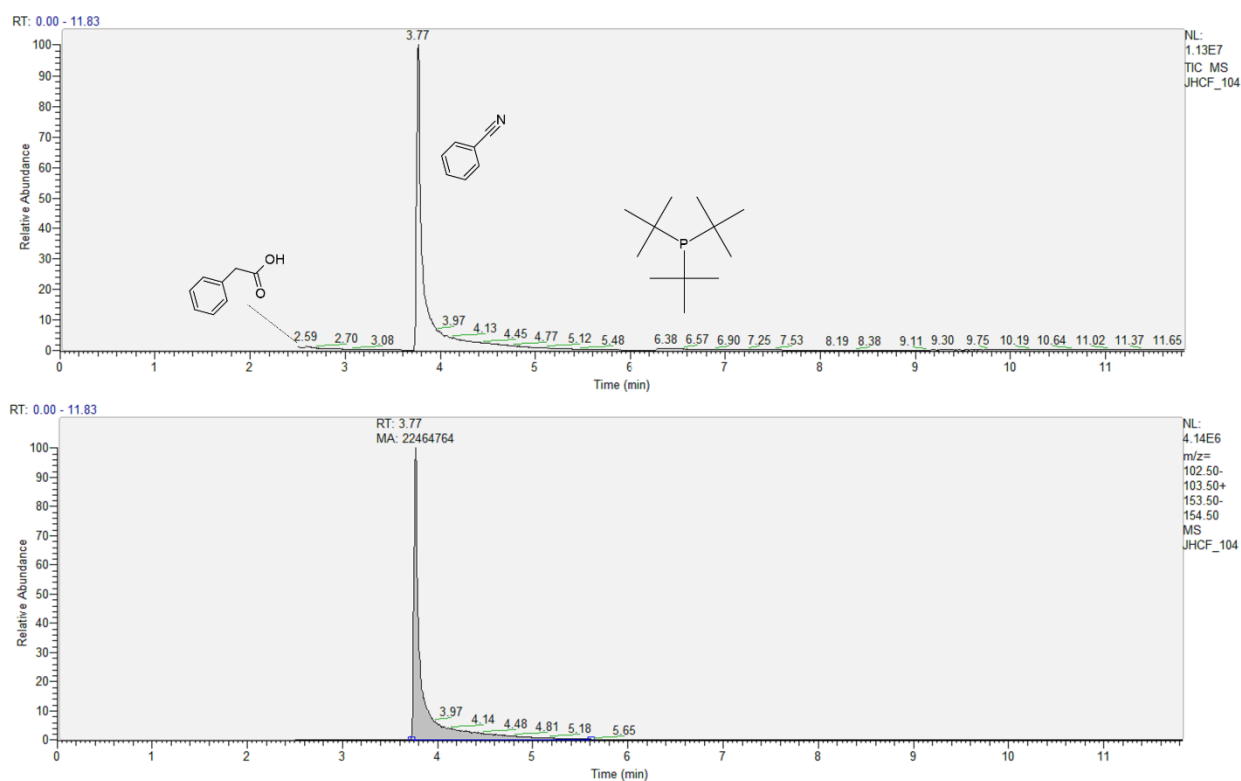 RT: 0.00 - 11.83
3.77
NL:
1.13E7
TIC MS
JHCF_104
100
90
80
70
60
50
40
30
20
10
0
Relative Abundance
N
P
OH
O
2.59 2.70 3.08 3.97 4.13 4.45 4.77 5.12 5.48 6.38 6.57 6.90 7.25 7.53 8.19 8.38 9.11 9.30 9.75 10.19 10.64 11.02 11.37 11.65
0 1 2 3 4 5 6 7 8 9 10 11
Time (min)
RT: 0.00 - 11.83
RT: 3.77
MA: 22464764
NL:
4.14E6
m/z=
102.50-
103.50+
153.50-
154.50
MS
JHCF_104
100
90
80
70
60
50
40
30
20
10
0
Relative Abundance
3.97 4.14 4.48 4.81 5.18 5.65
0 1 2 3 4 5 6 7 8 9 10 11
Time (min)